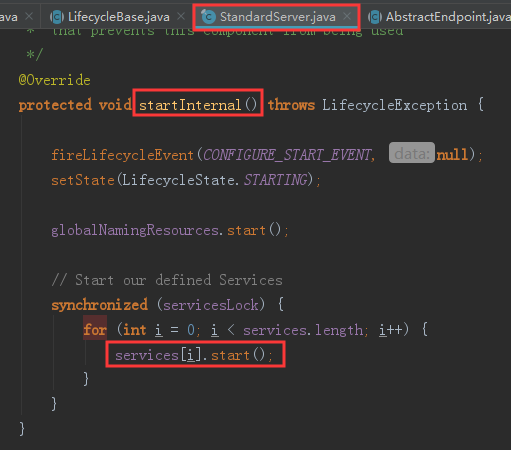 ava LifecycleBase.java StandardServer.java AbstractEndpoint.java
* that prevents this component from being used
*/
@Override
protected void startInternal() throws LifecycleException {
fireLifecycleEvent(CONFIGURE_START_EVENT, data: null);
setState(LifecycleState.STARTING);
globalNamingResources.start();
// Start our defined Services
synchronized (servicesLock) {
for (int i = 0; i < services.length; i++) {
services[i].start();
}
}
}